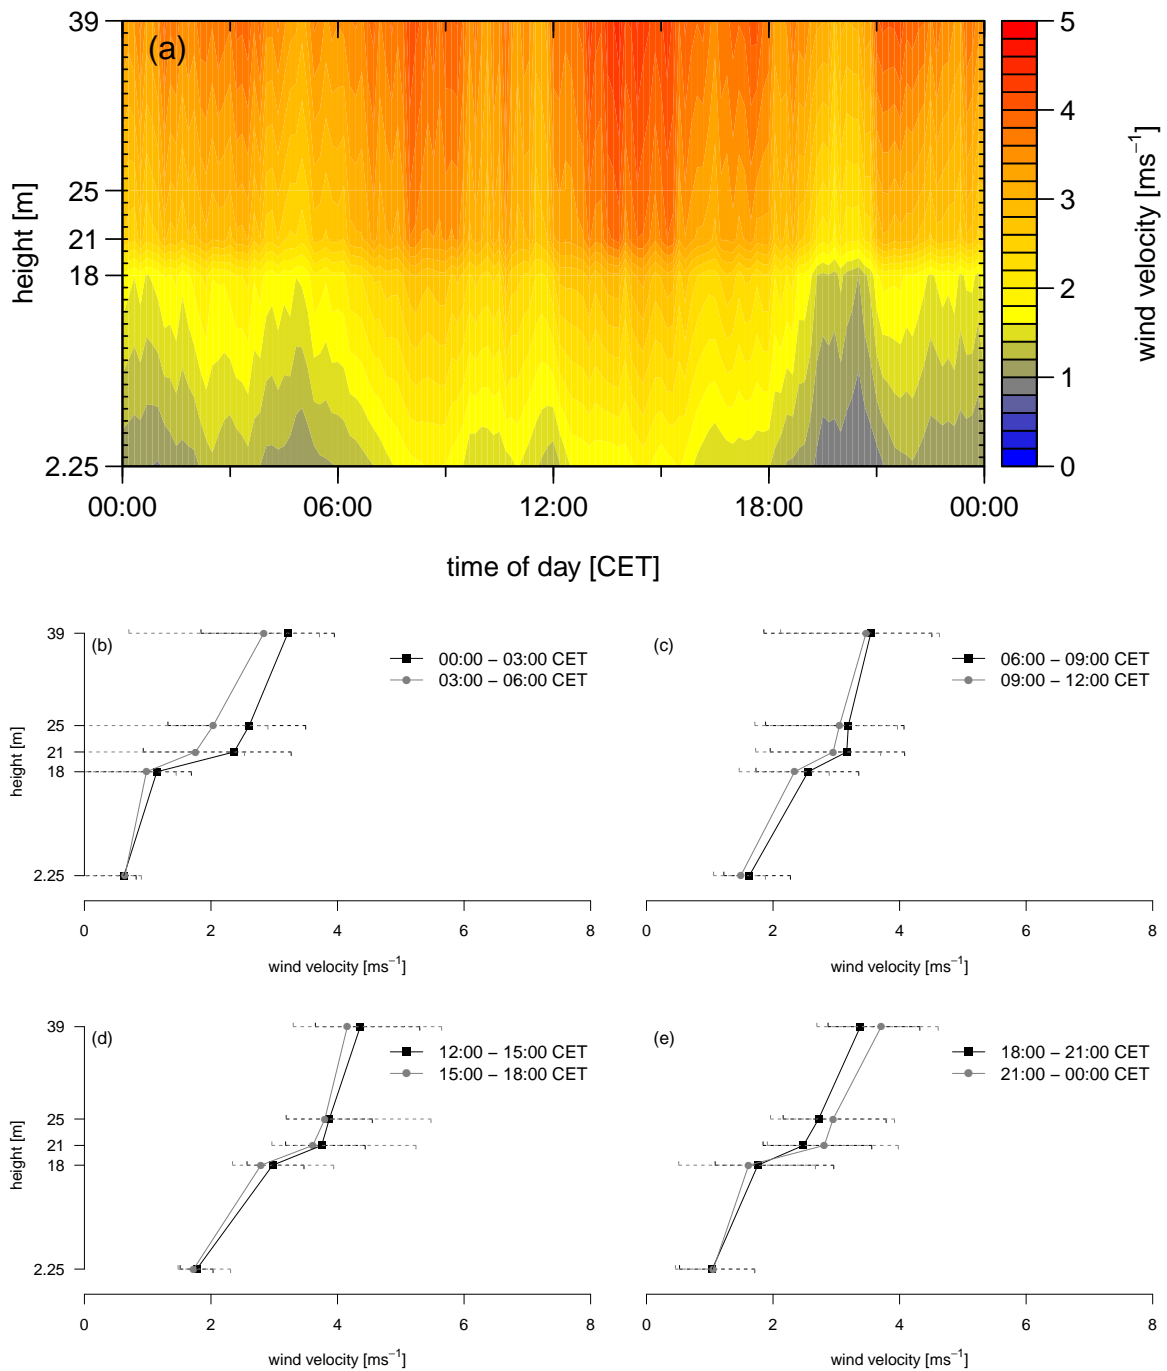 (a)
39
25
21
18
2.25
height [m]
00:00 06:00 12:00 18:00 00:00
time of day [CET]
5
4
3
2
1
0
wind velocity [ms⁻¹]
(b)
00:00 – 03:00 CET
03:00 – 06:00 CET
39
25
21
18
2.25
height [m]
0 2 4 6 8
wind velocity [ms⁻¹]
(c)
06:00 – 09:00 CET
09:00 – 12:00 CET
0 2 4 6 8
wind velocity [ms⁻¹]
(d)
12:00 – 15:00 CET
15:00 – 18:00 CET
39
25
21
18
2.25
height [m]
0 2 4 6 8
wind velocity [ms⁻¹]
(e)
18:00 – 21:00 CET
21:00 – 00:00 CET
0 2 4 6 8
wind velocity [ms⁻¹]